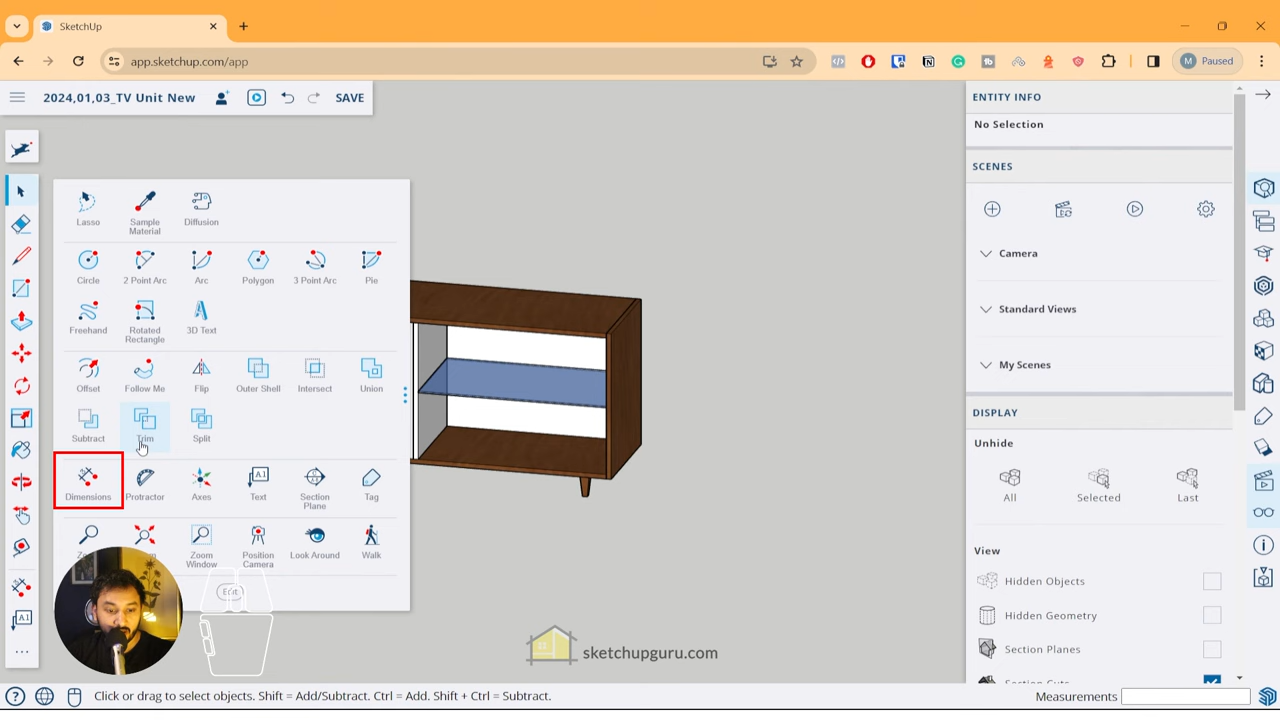 SketchUp
app.sketchup.com/app
M Paused
2024,01,03_TV Unit New
SAVE
Lasso
Sample
Material
Diffusion
Circle
2 Point Arc
Arc
Polygon
3 Point Arc
Pie
Freehand
Rotated
Rectangle
3D Text
Offset
Follow Me
Flip
Outer Shell
Intersect
Union
Subtract
Trim
Split
Dimensions
Protractor
Axes
A1
Text
Section
Plane
Tag
Zoom
Window
Position
Camera
Look Around
Walk
Edit
A1
ENTITY INFO
No Selection
SCENES
Camera
Standard Views
My Scenes
DISPLAY
Unhide
All
Selected
Last
View
Hidden Objects
Hidden Geometry
Section Planes
Section Cuts
sketchupguru.com
Click or drag to select objects. Shift = Add/Subtract. Ctrl = Add. Shift + Ctrl = Subtract.
Measurements